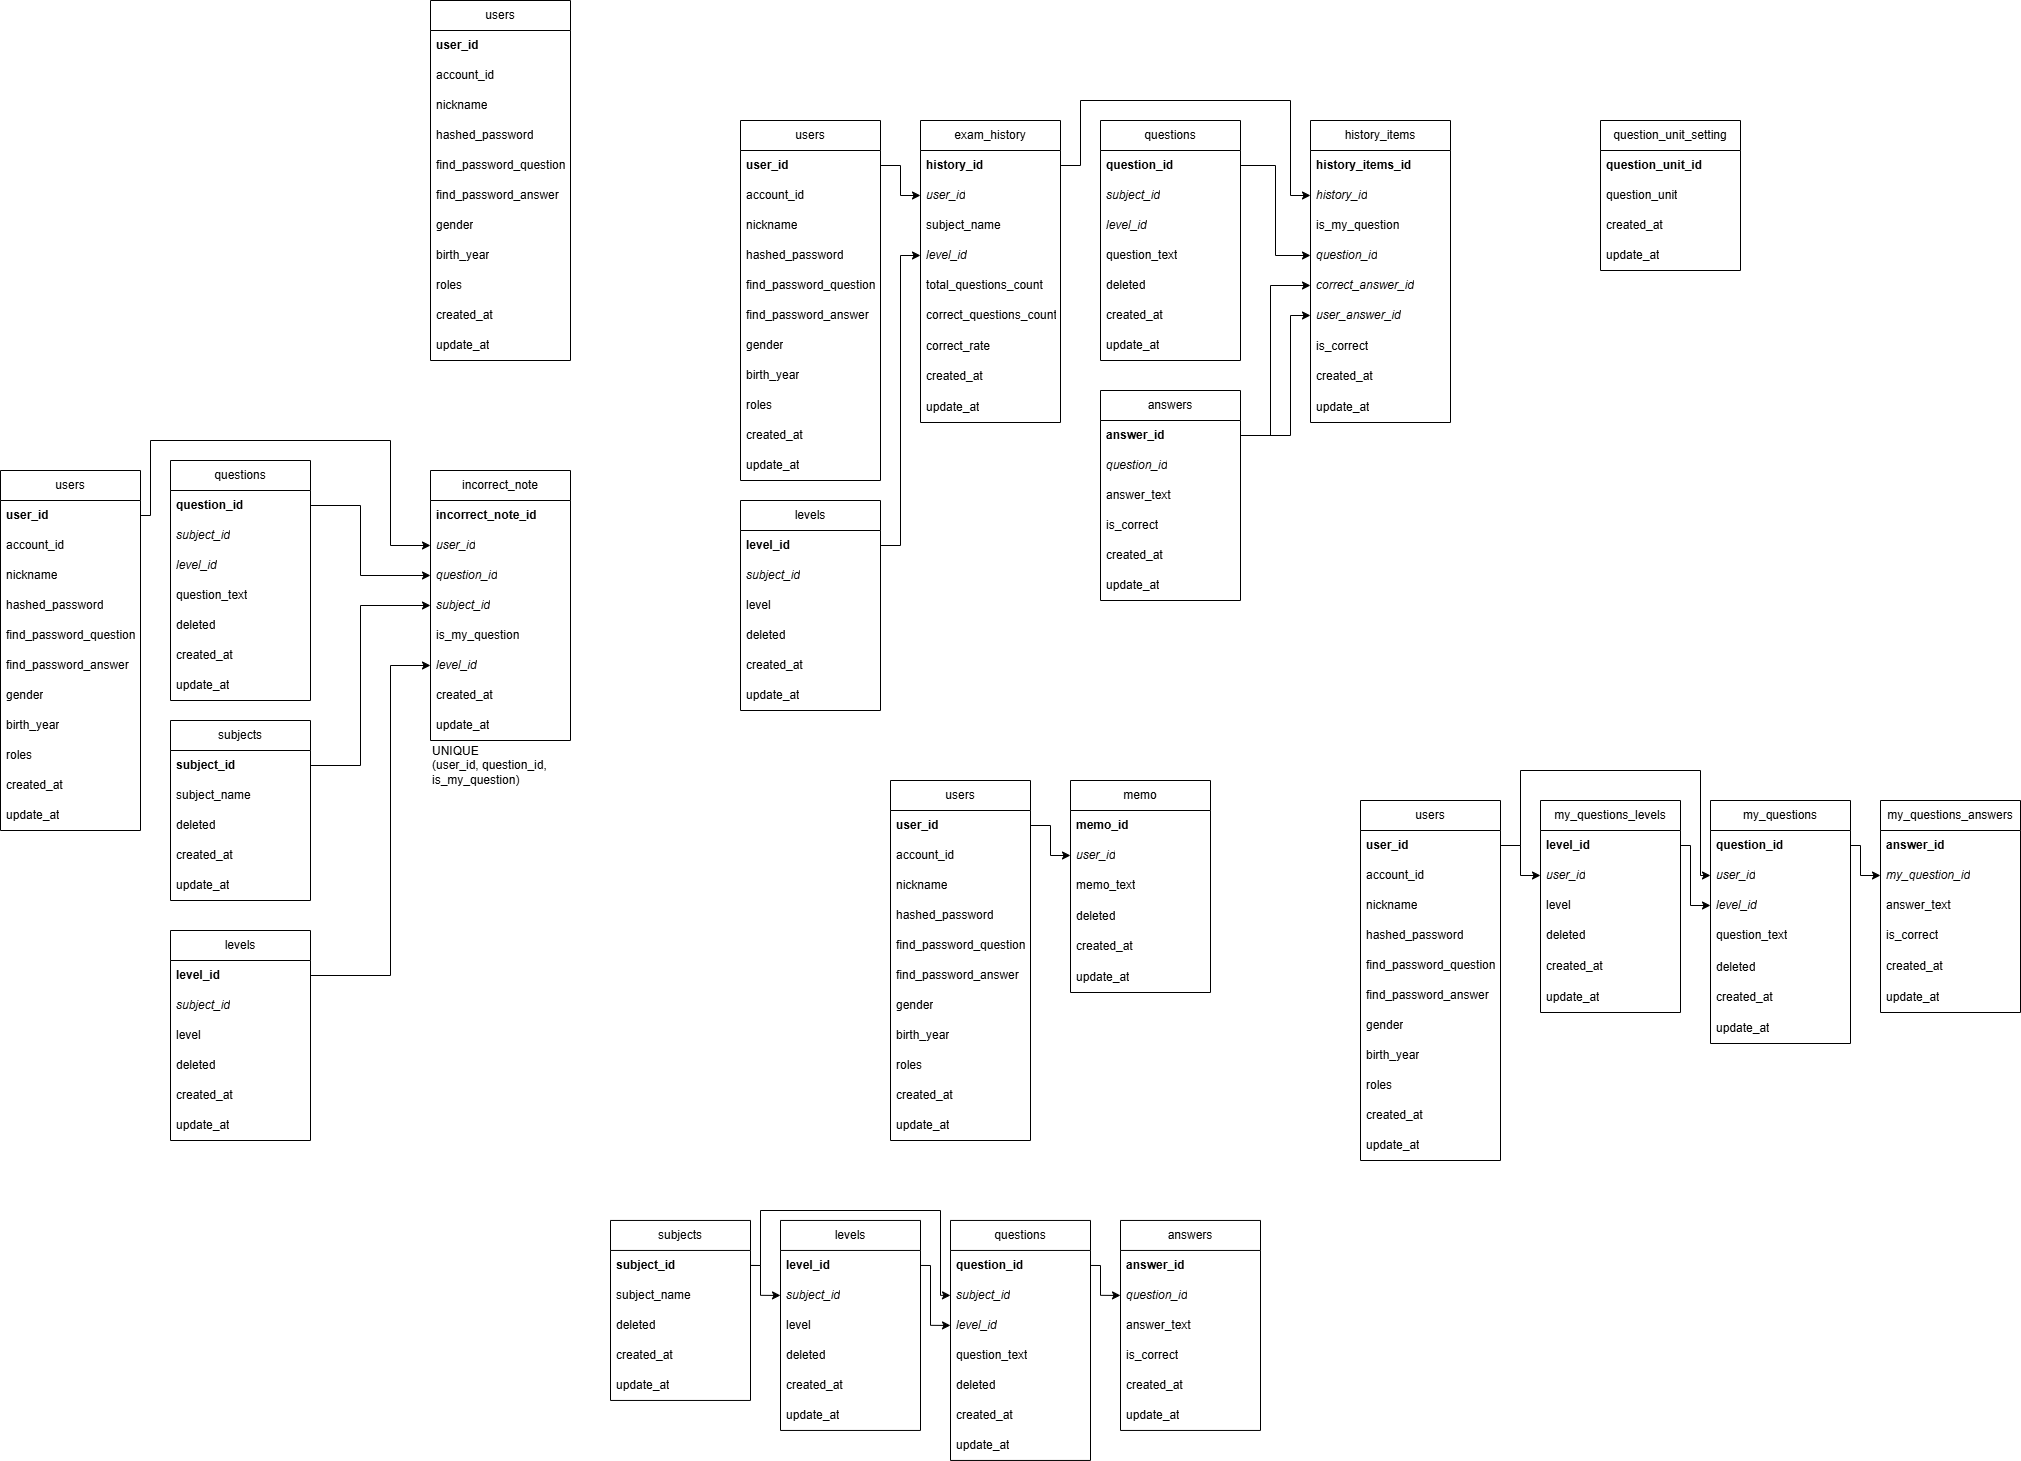 users
user_id
account_id
nickname
hashed_password
find_password_question
find_password_answer
gender
birth_year
roles
created_at
update_at
users
user_id
account_id
nickname
hashed_password
find_password_question
find_password_answer
gender
birth_year
roles
created_at
update_at
levels
level_id
subject_id
level
deleted
created_at
update_at
exam_history
history_id
user_id
subject_name
level_id
total_questions_count
correct_questions_count
correct_rate
created_at
update_at
questions
question_id
subject_id
level_id
question_text
deleted
created_at
update_at
answers
answer_id
question_id
answer_text
is_correct
created_at
update_at
history_items
history_items_id
history_id
is_my_question
question_id
correct_answer_id
user_answer_id
is_correct
created_at
update_at
question_unit_setting
question_unit_id
question_unit
created_at
update_at
users
user_id
account_id
nickname
hashed_password
find_password_question
find_password_answer
gender
birth_year
roles
created_at
update_at
questions
question_id
subject_id
level_id
question_text
deleted
created_at
update_at
subjects
subject_id
subject_name
deleted
created_at
update_at
levels
level_id
subject_id
level
deleted
created_at
update_at
incorrect_note
incorrect_note_id
user_id
question_id
subject_id
is_my_question
level_id
created_at
update_at
UNIQUE
(user_id, question_id,
is_my_question)
users
user_id
account_id
nickname
hashed_password
find_password_question
find_password_answer
gender
birth_year
roles
created_at
update_at
memo
memo_id
user_id
memo_text
deleted
created_at
update_at
users
user_id
account_id
nickname
hashed_password
find_password_question
find_password_answer
gender
birth_year
roles
created_at
update_at
my_questions_levels
level_id
user_id
level
deleted
created_at
update_at
my_questions
question_id
user_id
level_id
question_text
deleted
created_at
update_at
my_questions_answers
answer_id
my_question_id
answer_text
is_correct
created_at
update_at
subjects
subject_id
subject_name
deleted
created_at
update_at
levels
level_id
subject_id
level
deleted
created_at
update_at
questions
question_id
subject_id
level_id
question_text
deleted
created_at
update_at
answers
answer_id
question_id
answer_text
is_correct
created_at
update_at